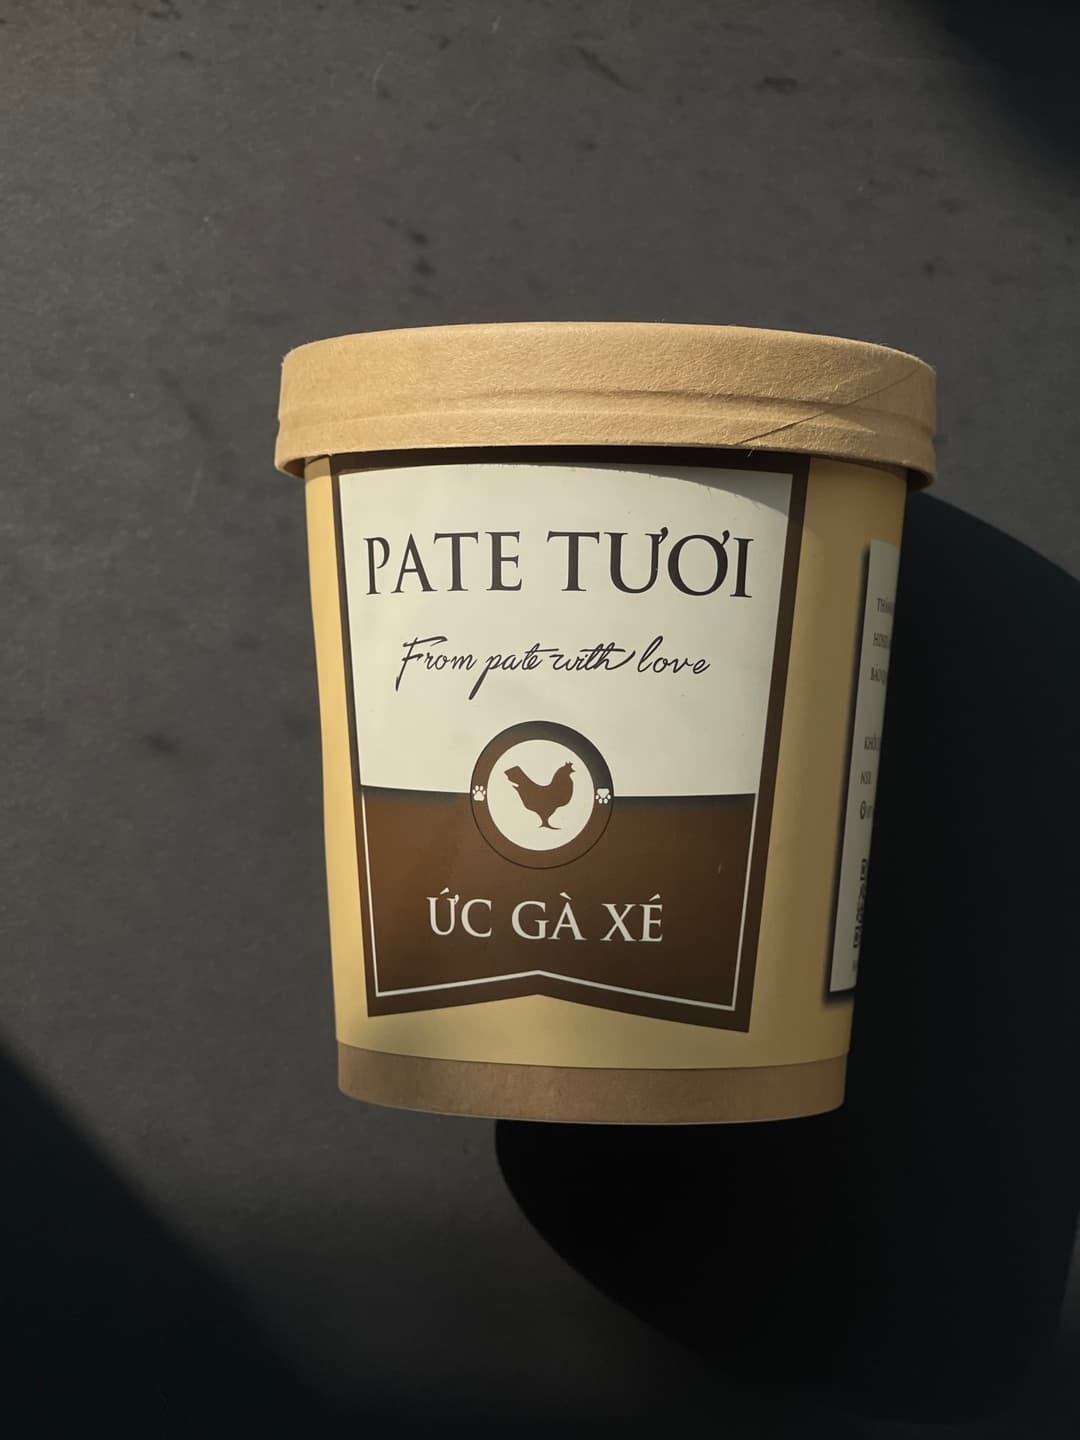 PATE TƯƠI
From pate with love
ỨC GÀ XÉ